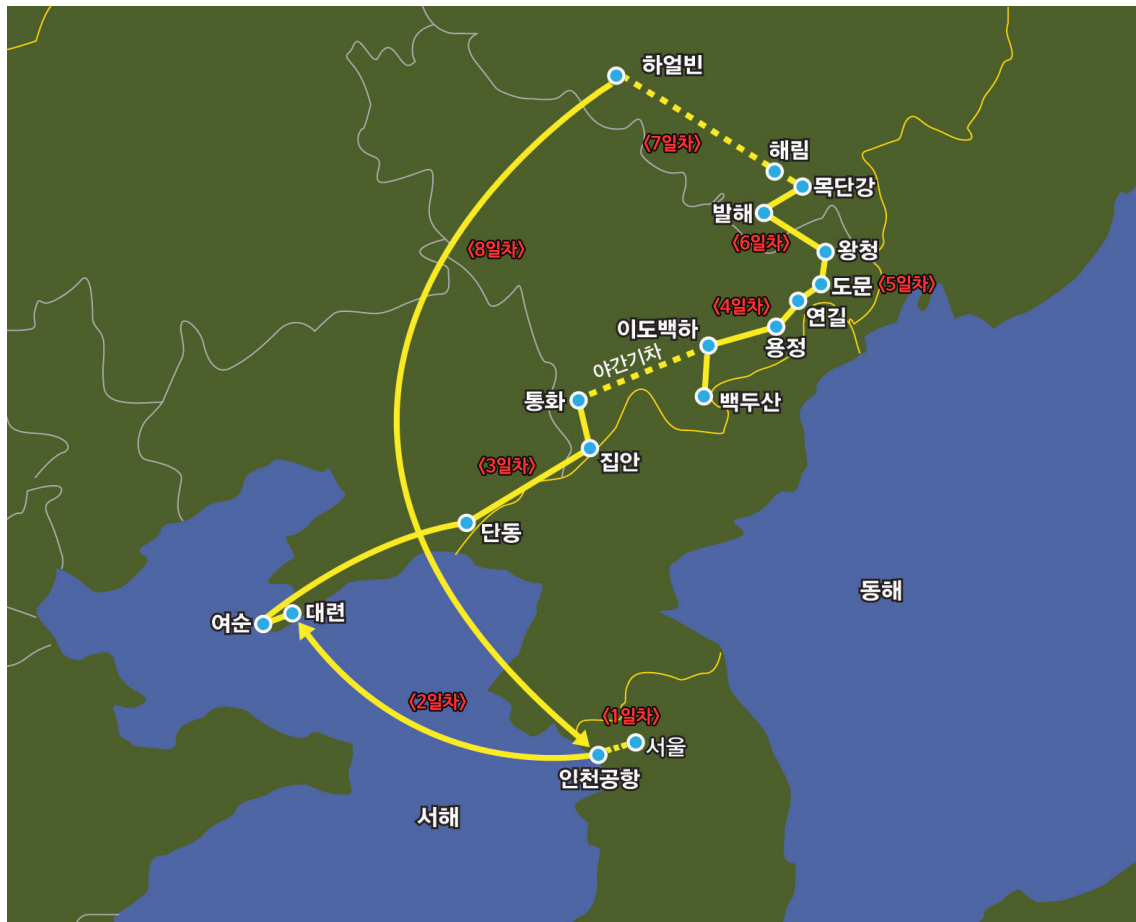 하얼빈
〈7일차〉
해림
목단강
발해
〈6일차〉
왕청
〈8일차〉
도문
〈5일차〉
〈4일차〉
연길
이도백하
용정
야간기차
통화
백두산
집안
〈3일차〉
단동
동해
여순
대련
〈2일차〉
〈1일차〉
서울
인천공항
서해